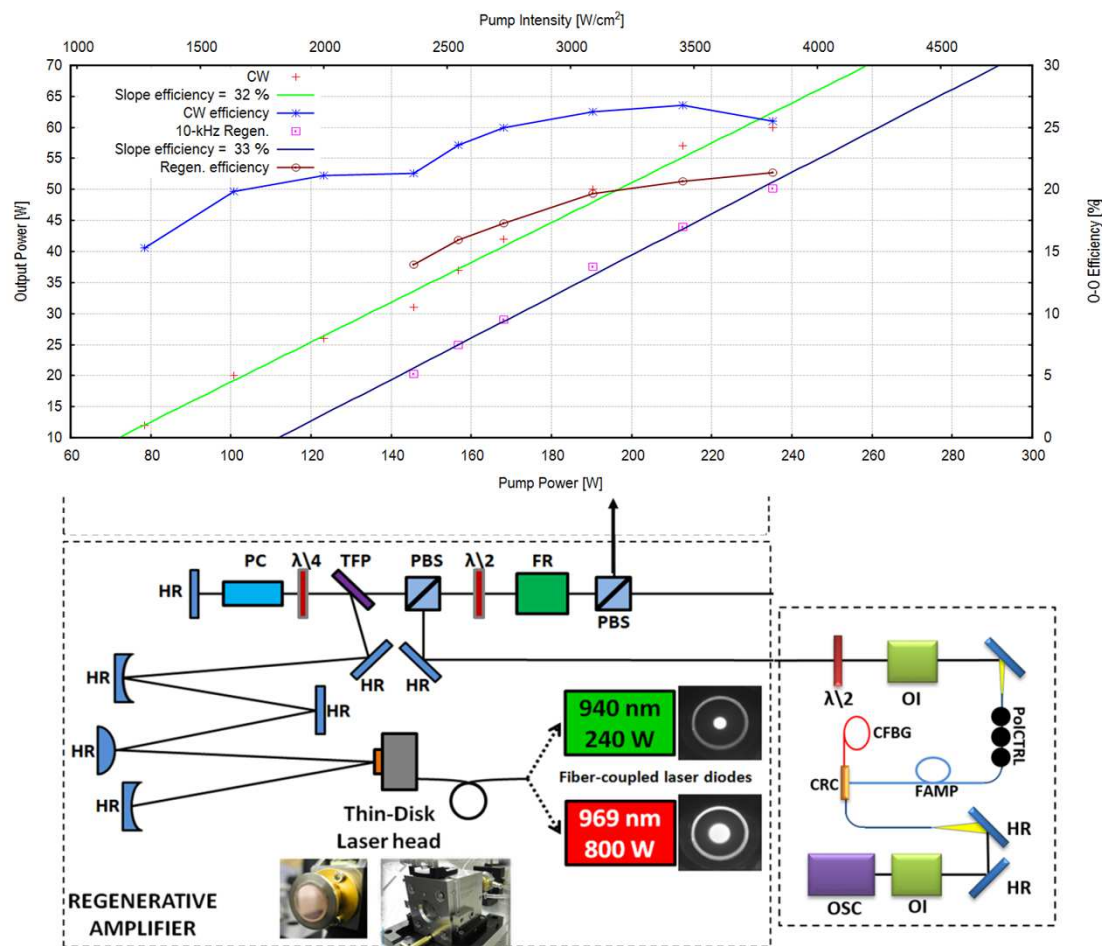 Pump Intensity [W/cm²]
1000 1500 2000 2500 3000 3500 4000 4500
70 30
CW
65
Slope efficiency = 32 %
60 25
CW efficiency
10-kHz Regen.
55
Slope efficiency = 33 %
50 20
Regen. efficiency
45
40 15
35
30 10
25
20 5
15
10 0
Output Power [W]
O-O Efficiency [%]
60 80 100 120 140 160 180 200 220 240 260 280 300
Pump Power [W]
PC λ\4 TFP PBS λ\2 FR
HR
PBS
HR HR
HR
HR
HR
HR
940 nm
240 W
Fiber-coupled laser diodes
969 nm
800 W
Thin-Disk
Laser head
REGENERATIVE
AMPLIFIER
λ\2 OI
PolCTRL
CFBG
CRC FAMP
HR
OSC OI HR